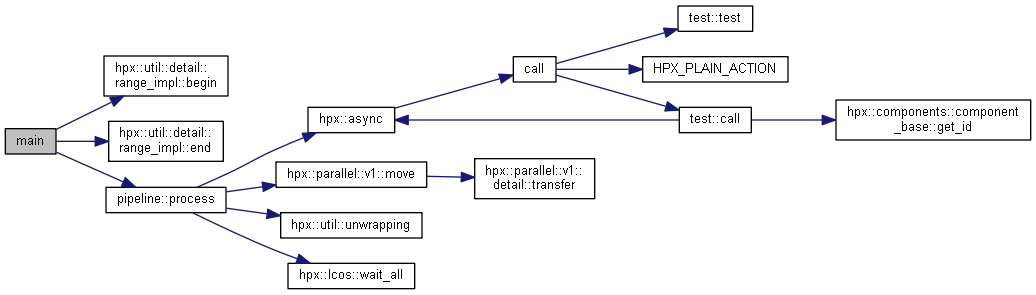 main
hpx::util::detail::
range_impl::begin
hpx::util::detail::
range_impl::end
pipeline::process
hpx::async
hpx::parallel::v1::move
hpx::util::unwrapping
hpx::lcos::wait_all
call
hpx::parallel::v1::
detail::transfer
test::test
HPX_PLAIN_ACTION
test::call
hpx::components::component
_base::get_id